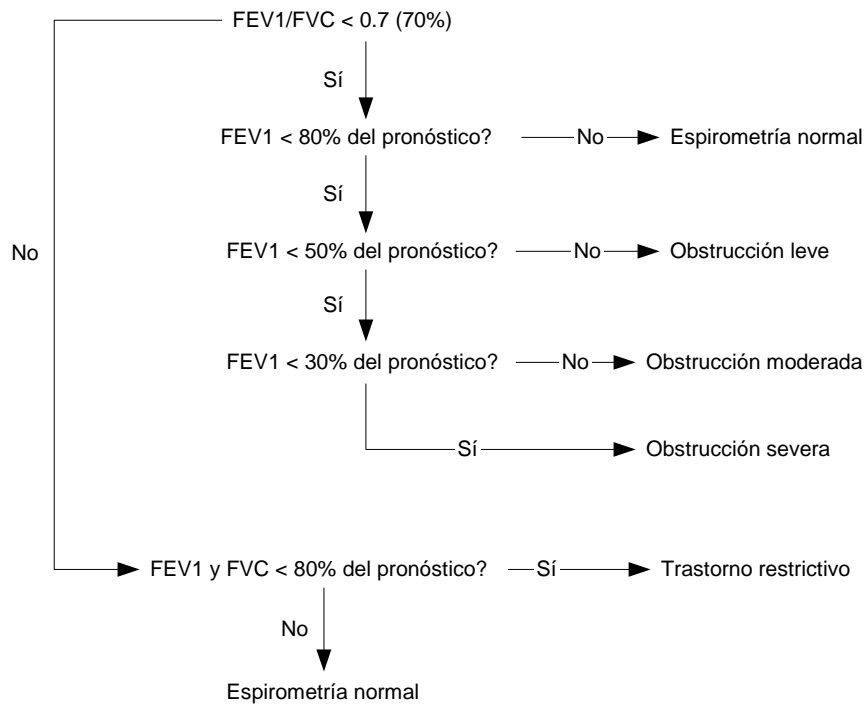 FEV1/FVC < 0.7 (70%)
Sí
FEV1 < 80% del pronóstico?
No
Espirometría normal
Sí
No
FEV1 < 50% del pronóstico?
No
Obstrucción leve
Sí
FEV1 < 30% del pronóstico?
No
Obstrucción moderada
Sí
Obstrucción severa
FEV1 y FVC < 80% del pronóstico?
Sí
Trastorno restrictivo
No
Espirometría normal